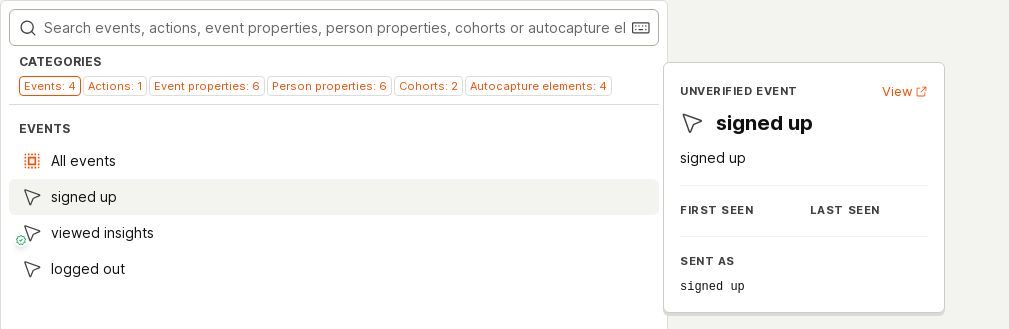 Search events, actions, event properties, person properties, cohorts or autocapture el
CATEGORIES
Events: 4 Actions: 1 Event properties: 6 Person properties: 6 Cohorts: 2 Autocapture elements: 4
EVENTS
All events
signed up
viewed insights
logged out
UNVERIFIED EVENT View
signed up
signed up
FIRST SEEN LAST SEEN
SENT AS
signed up